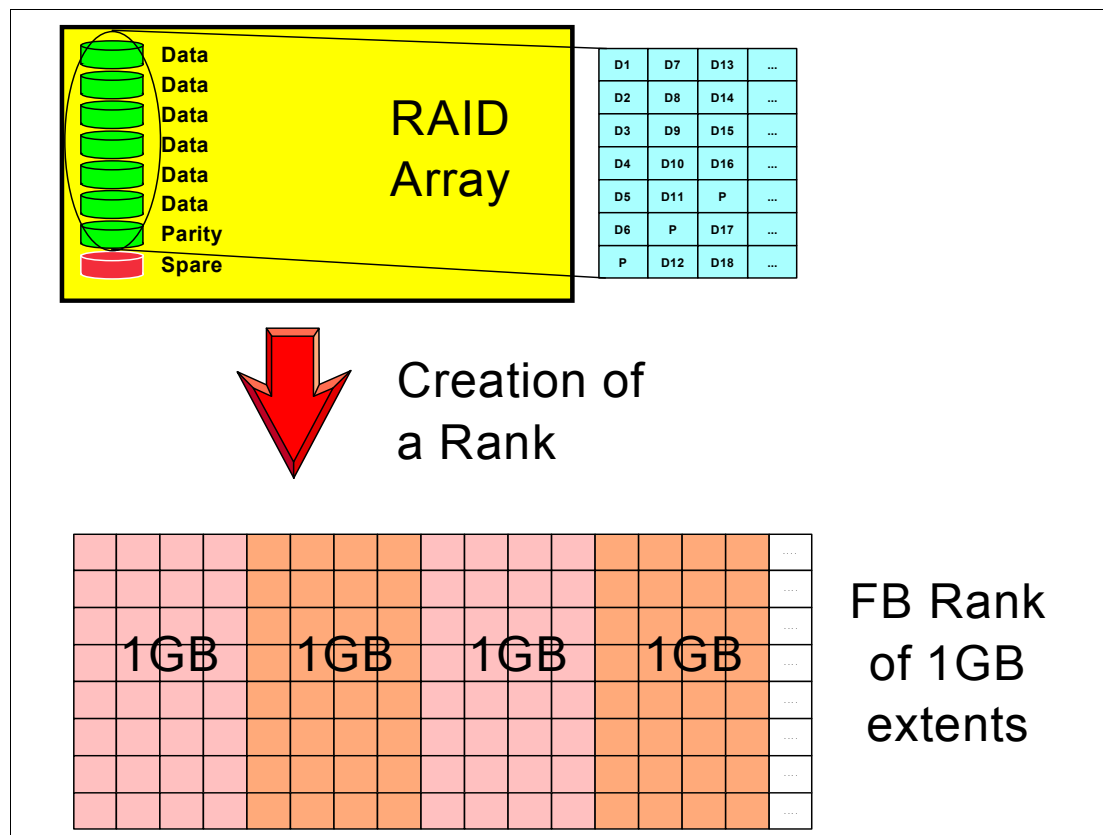 Data
Data
Data
Data
Data
Data
Parity
Spare
RAID
Array
D1 D7 D13 ...
D2 D8 D14 ...
D3 D9 D15 ...
D4 D10 D16 ...
D5 D11 P ...
D6 P D17 ...
P D12 D18 ...
Creation of
a Rank
....
....
....
1GB 1GB 1GB 1GB ....
....
....
....
....
FB Rank
of 1GB
extents